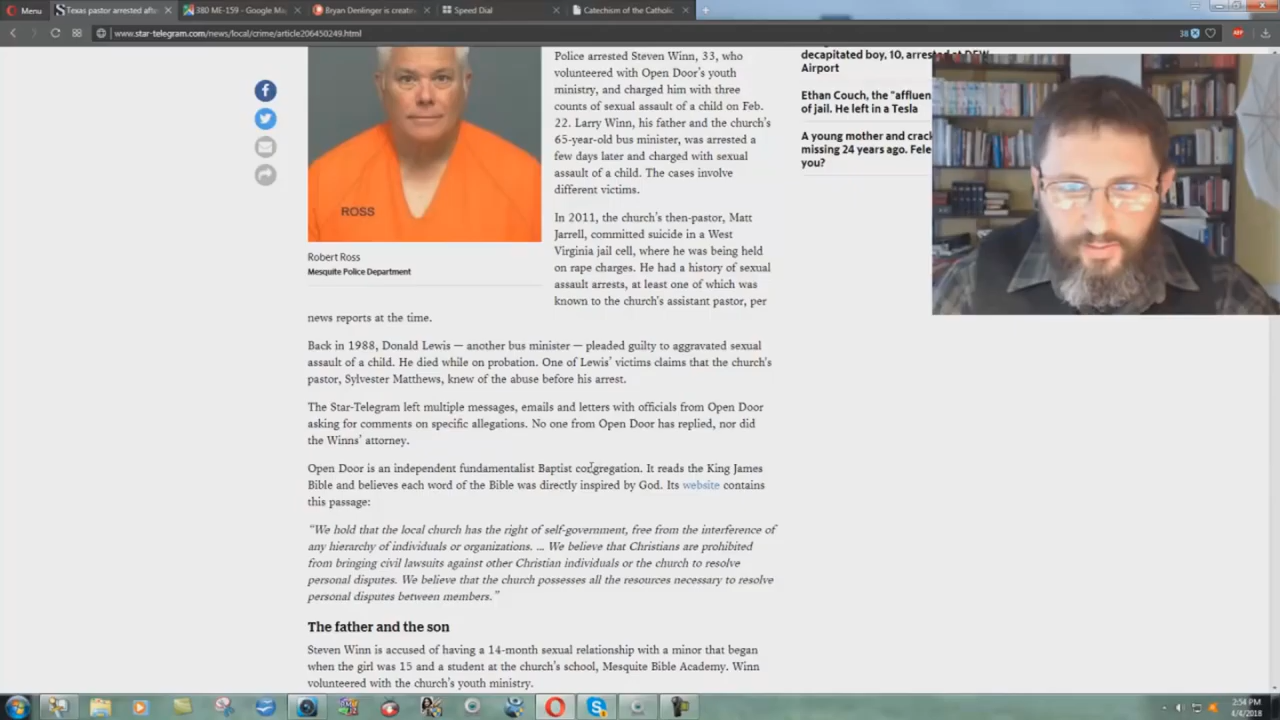 Menu
Texas pastor arrested afte
380 ME-159 - Google Ma
Bryan Denlinger is creatin
Speed Dial
Catechism of the Catholic
www.star-telegram.com/news/local/crime/article206450249.html
38
ROSS
Robert Ross
Mesquite Police Department
Police arrested Steven Winn, 33, who
volunteered with Open Door's youth
ministry, and charged him with three
counts of sexual assault of a child on Feb.
22. Larry Winn, his father and the church's
65-year-old bus minister, was arrested a
few days later and charged with sexual
assault of a child. The cases involve
different victims.
In 2011, the church's then-pastor, Matt
Jarrell, committed suicide in a West
Virginia jail cell, where he was being held
on rape charges. He had a history of sexual
assault arrests, at least one of which was
known to the church's assistant pastor, per
news reports at the time.
Back in 1988, Donald Lewis — another bus minister — pleaded guilty to aggravated sexual
assault of a child. He died while on probation. One of Lewis' victims claims that the church's
pastor, Sylvester Matthews, knew of the abuse before his arrest.
The Star-Telegram left multiple messages, emails and letters with officials from Open Door
asking for comments on specific allegations. No one from Open Door has replied, nor did
the Winns' attorney.
Open Door is an independent fundamentalist Baptist congregation. It reads the King James
Bible and believes each word of the Bible was directly inspired by God. Its website contains
this passage:
"We hold that the local church has the right of self-government, free from the interference of
any hierarchy of individuals or organizations. ... We believe that Christians are prohibited
from bringing civil lawsuits against other Christian individuals or the church to resolve
personal disputes. We believe that the church possesses all the resources necessary to resolve
personal disputes between members."
The father and the son
Steven Winn is accused of having a 14-month sexual relationship with a minor that began
when the girl was 15 and a student at the church's school, Mesquite Bible Academy. Winn
volunteered with the church's youth ministry.
decapitated boy, 10, arrested at DFW
Airport
Ethan Couch, the "affluen
of jail. He left in a Tesla
A young mother and crack
missing 24 years ago. Fele
you?
2:54 PM
4/4/2018